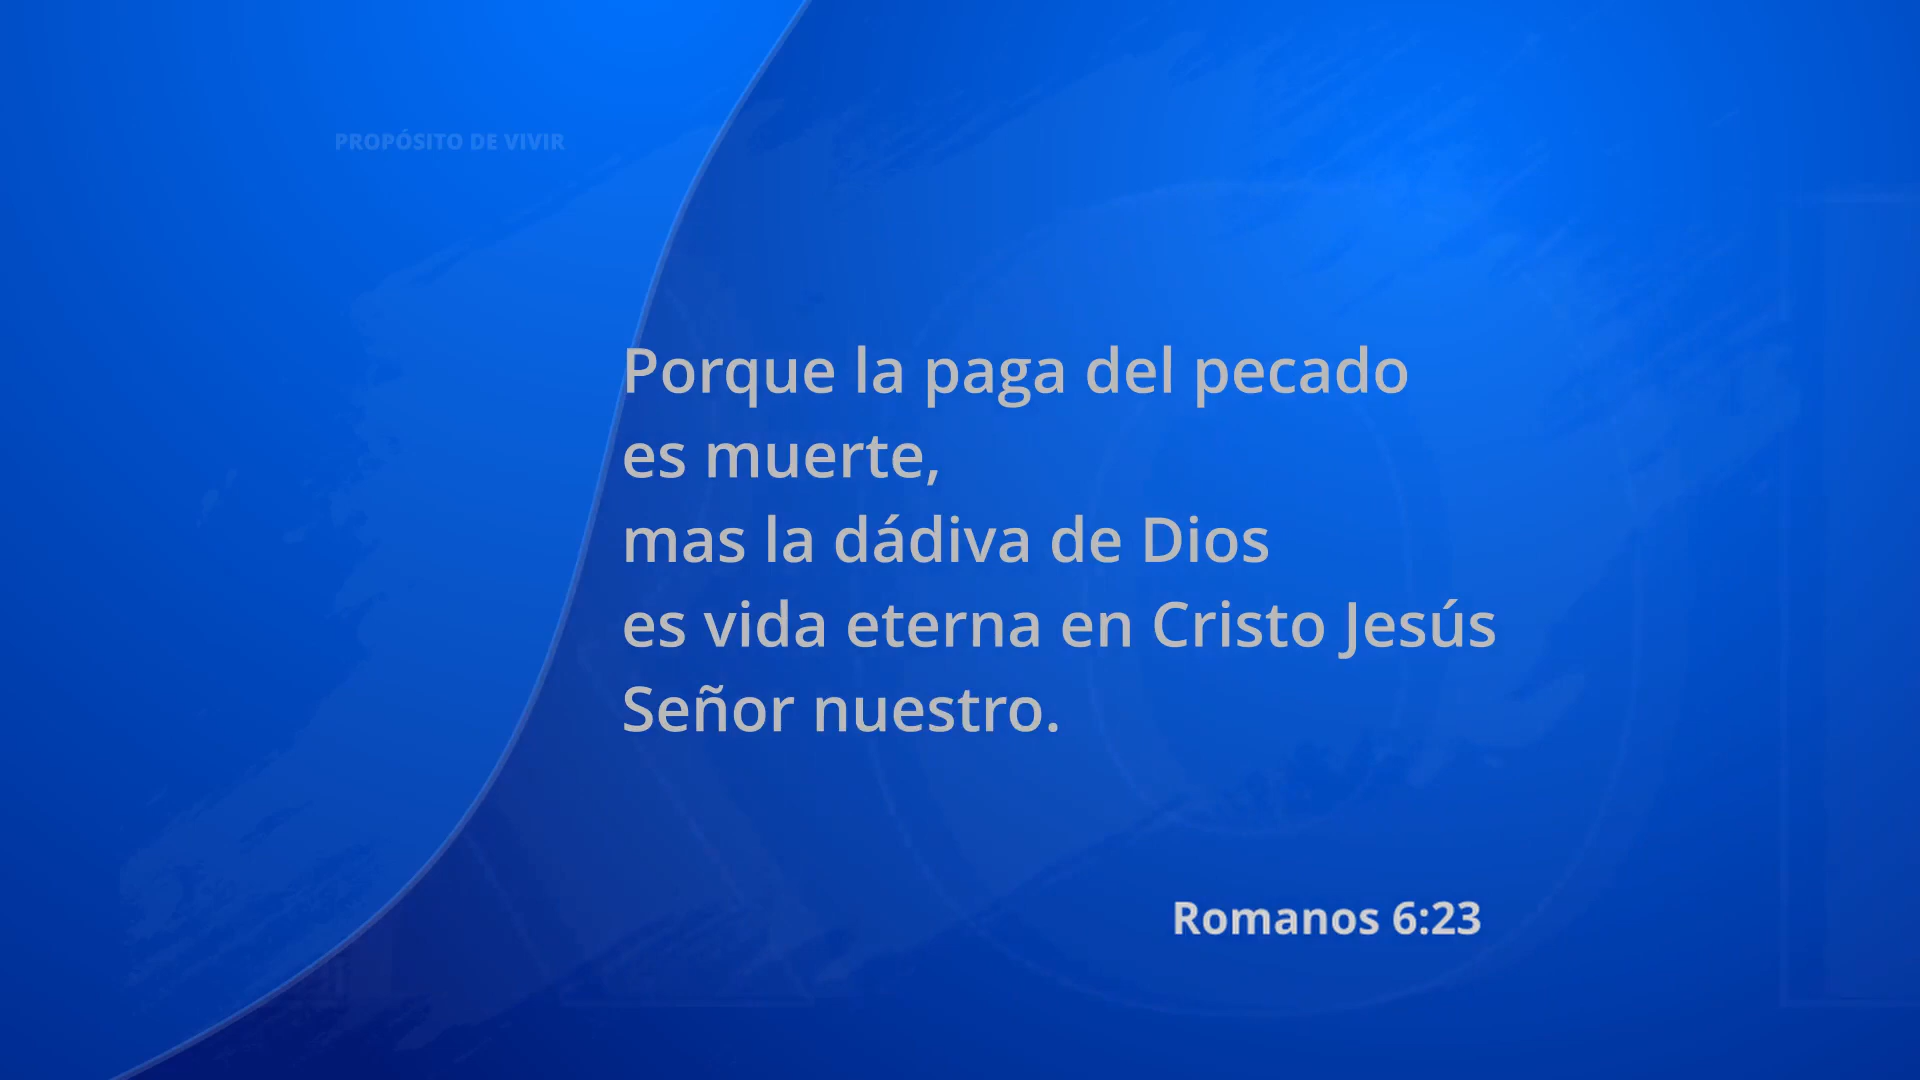 PROPÓSITO DE VIVIR
Porque la paga del pecado
es muerte,
mas la dádiva de Dios
es vida eterna en Cristo Jesús
Señor nuestro.
Romanos 6:23